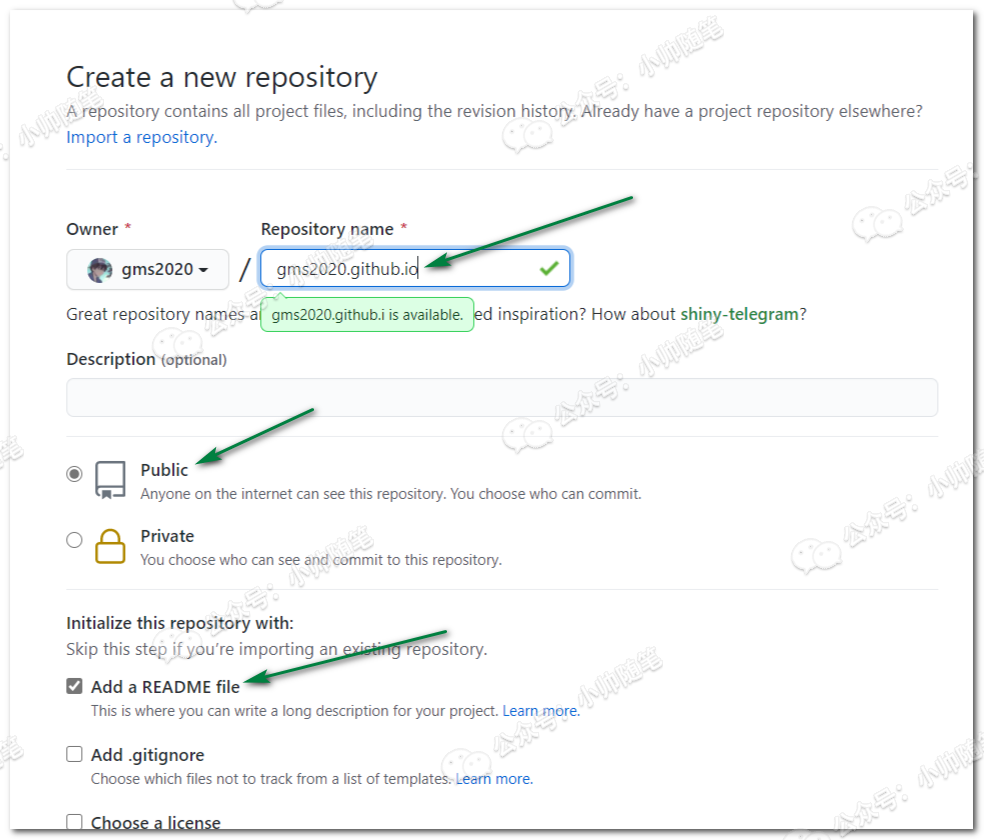 Create a new repository
A repository contains all project files, including the revision history. Already have a project repository elsewhere?
Import a repository.
Owner *
Repository name *
gms2020
/
gms2020.github.io
Great repository names a
gms2020.github.i is available.
ed inspiration? How about shiny-telegram?
Description (optional)
Public
Anyone on the internet can see this repository. You choose who can commit.
Private
You choose who can see and commit to this repository.
Initialize this repository with:
Skip this step if you're importing an existing repository.
Add a README file
This is where you can write a long description for your project. Learn more.
Add .gitignore
Choose which files not to track from a list of templates. Learn more.
Choose a license
公众号：小帅随笔